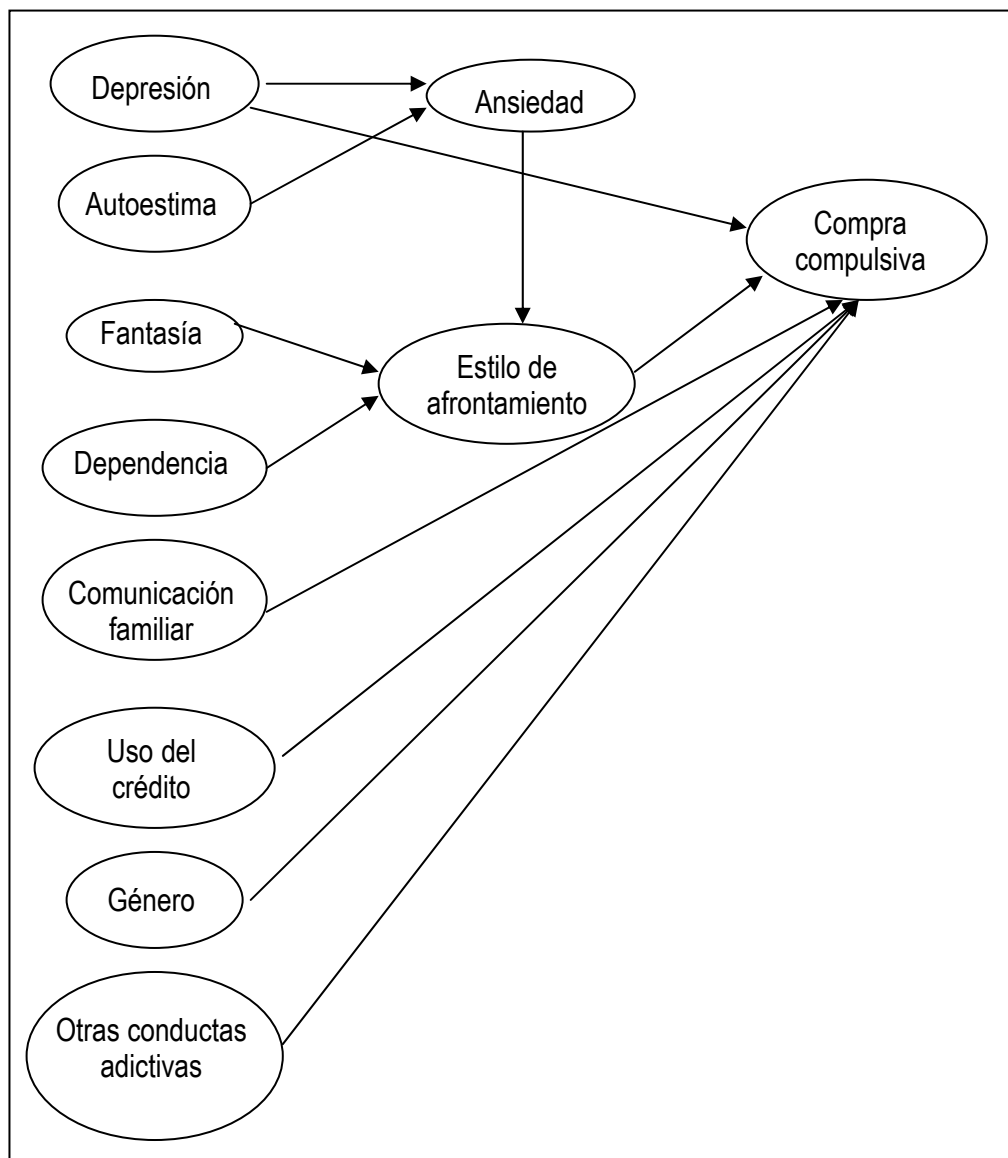 Depresión
Ansiedad
Autoestima
Compra
compulsiva
Fantasía
Estilo de
afrontamiento
Dependencia
Comunicación
familiar
Uso del
crédito
Género
Otras conductas
adictivas